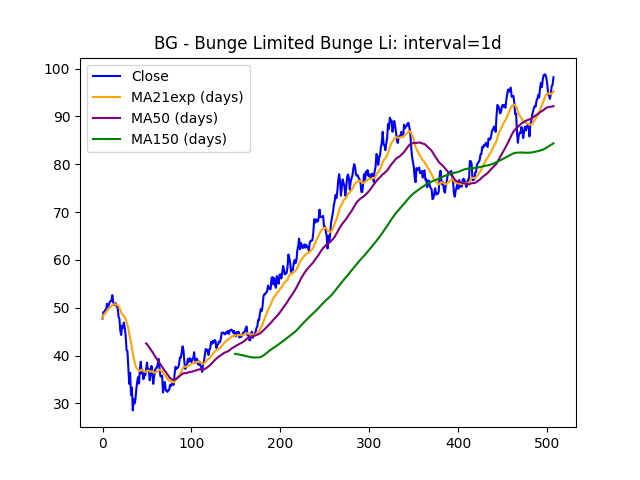 BG - Bunge Limited Bunge Li: interval=1d
Close
MA21exp (days)
MA50 (days)
MA150 (days)
100
90
80
70
60
50
40
30
0 100 200 300 400 500